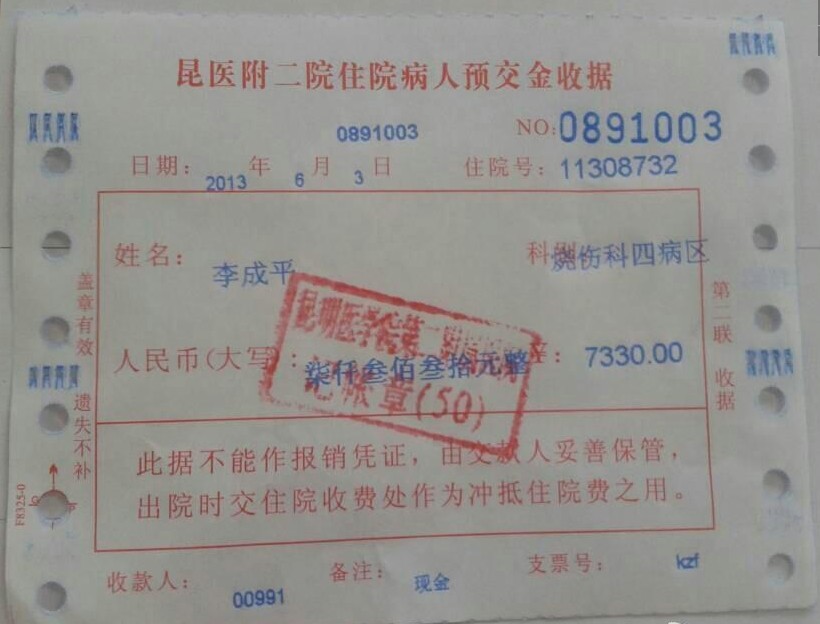 昆医附二院住院病人预交金收据
0891003
NO:0891003
日期: 2013 年 6 月 3 日
住院号: 11308732
姓名: 李成平
科别 烧伤科四病区
人民币(大写): 柒仟叁佰叁拾元整
: 7330.00
昆明医学院第二附属医院
记帐章(50)
此据不能作报销凭证，由交款人妥善保管，
出院时交住院收费处作为冲抵住院费之用。
收款人: 00991
备注: 现金
支票号: kzf
盖章有效
遗失不补
F8325-0
第二联
收据